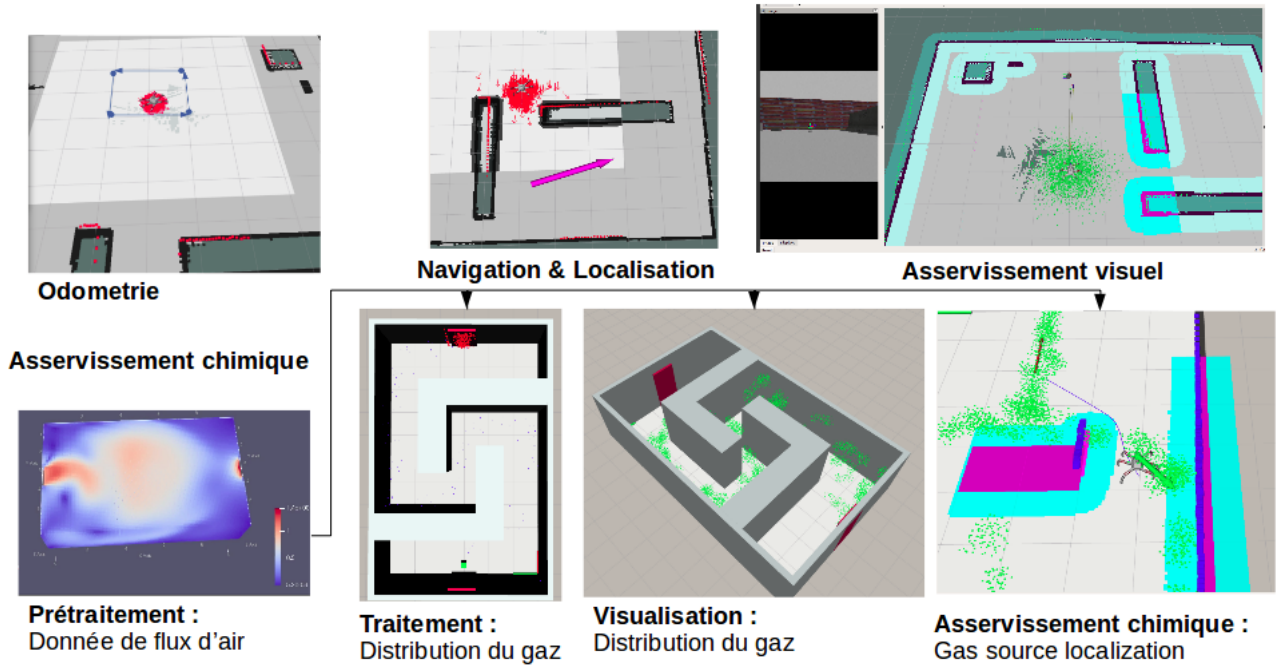 Odometrie
Navigation & Localisation
Asservissement visuel
Asservissement chimique
Prétraitement :
Donnée de flux d'air
Traitement :
Distribution du gaz
Visualisation :
Distribution du gaz
Asservissement chimique :
Gas source localization